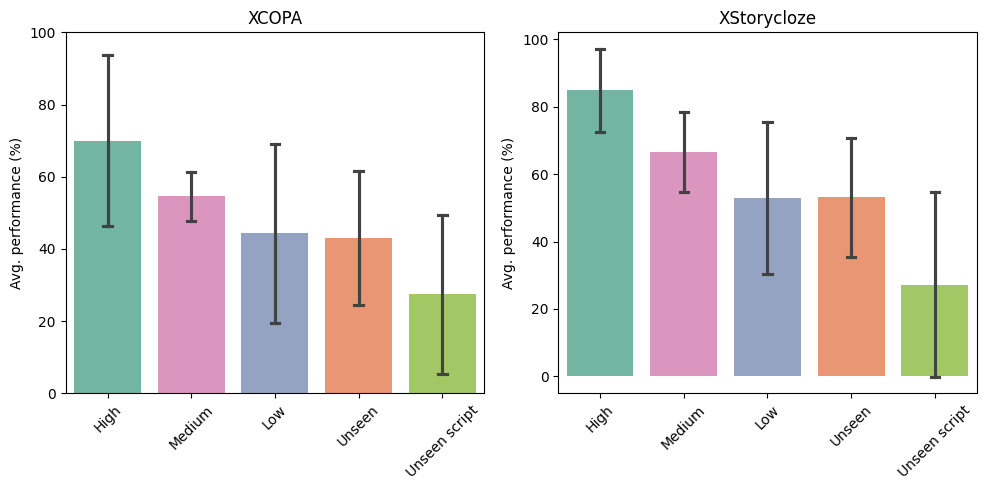 XCOPA
Avg. performance (%)
100
80
60
40
20
0
High
Medium
Low
Unseen
Unseen script
XStorycloze
Avg. performance (%)
100
80
60
40
20
0
High
Medium
Low
Unseen
Unseen script